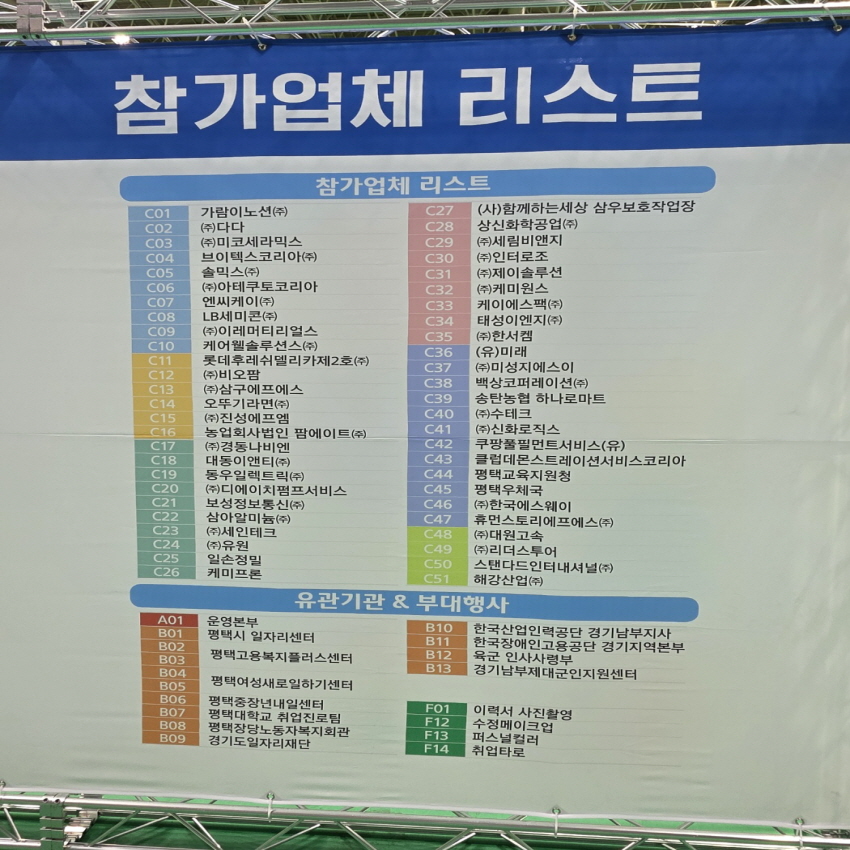 참가업체 리스트
참가업체 리스트
C01 가람이노션㈜
C02 ㈜다다
C03 ㈜미코세라믹스
C04 브이텍스코리아㈜
C05 솔믹스㈜
C06 ㈜아테쿠토코리아
C07 엔씨케이㈜
C08 LB세미콘㈜
C09 ㈜이레머티리얼스
C10 케어웰솔루션스㈜
C11 롯데후레쉬델리카제2호㈜
C12 ㈜비오팜
C13 ㈜삼구에프에스
C14 오뚜기라면㈜
C15 ㈜진성에프엠
C16 농업회사법인 팜에이트㈜
C17 ㈜경동나비엔
C18 대동이앤티㈜
C19 동우일렉트릭㈜
C20 ㈜디에이치펌프서비스
C21 보성정보통신㈜
C22 삼아알미늄㈜
C23 ㈜세인테크
C24 ㈜유원
C25 일손정밀
C26 케미프론
C27 (사)함께하는세상 삼우보호작업장
C28 상신화학공업㈜
C29 ㈜세림비앤지
C30 ㈜인터로조
C31 ㈜제이솔루션
C32 ㈜케미원스
C33 케이에스팩㈜
C34 태성이엔지㈜
C35 ㈜한서켐
C36 (유)미래
C37 ㈜미성지에스이
C38 백상코퍼레이션㈜
C39 송탄농협 하나로마트
C40 ㈜수테크
C41 ㈜신화로직스
C42 쿠팡풀필먼트서비스(유)
C43 클럽데몬스트레이션서비스코리아
C44 평택교육지원청
C45 평택우체국
C46 ㈜한국에스웨이
C47 휴먼스토리에프에스㈜
C48 ㈜대원고속
C49 ㈜리더스투어
C50 스탠다드인터내셔널㈜
C51 해강산업㈜
유관기관 & 부대행사
A01 운영본부
B01 평택시 일자리센터
B02
B03 평택고용복지플러스센터
B04
B05 평택여성새로일하기센터
B06 평택중장년내일센터
B07 평택대학교 취업진로팀
B08 평택장당노동자복지회관
B09 경기도일자리재단
B10 한국산업인력공단 경기남부지사
B11 한국장애인고용공단 경기지역본부
B12 육군 인사사령부
B13 경기남부제대군인지원센터
F01 이력서 사진촬영
F12 수정메이크업
F13 퍼스널컬러
F14 취업타로